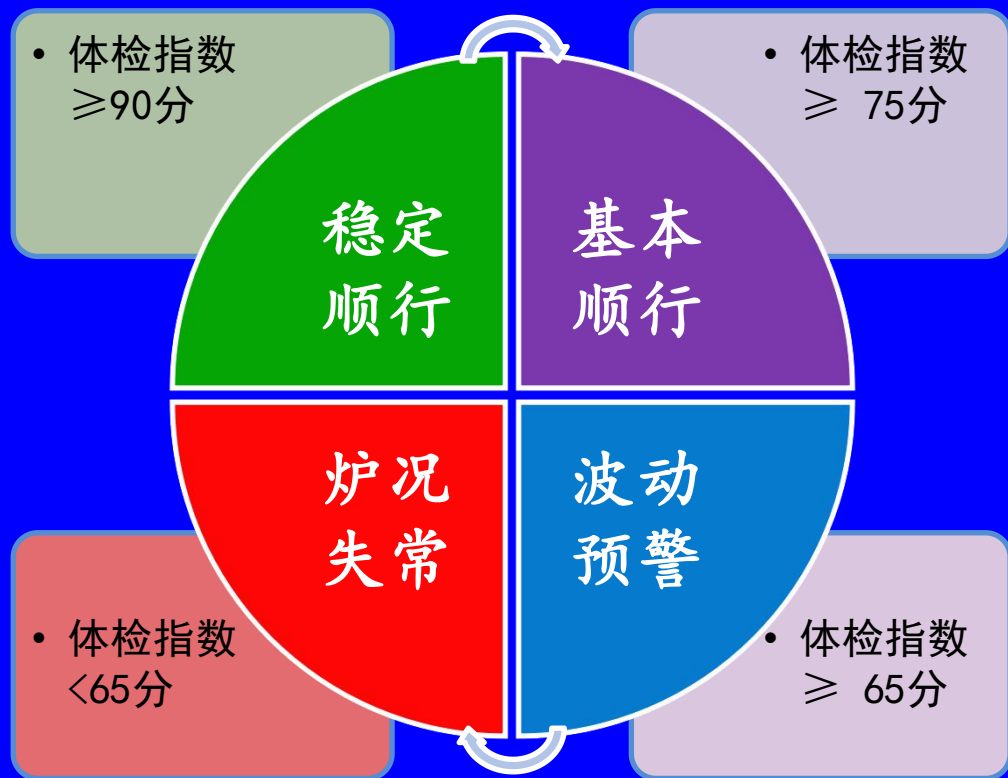 • 体检指数
≥90分
• 体检指数
≥ 75分
稳定
顺行
基本
顺行
炉况
失常
波动
预警
• 体检指数
<65分
• 体检指数
≥ 65分